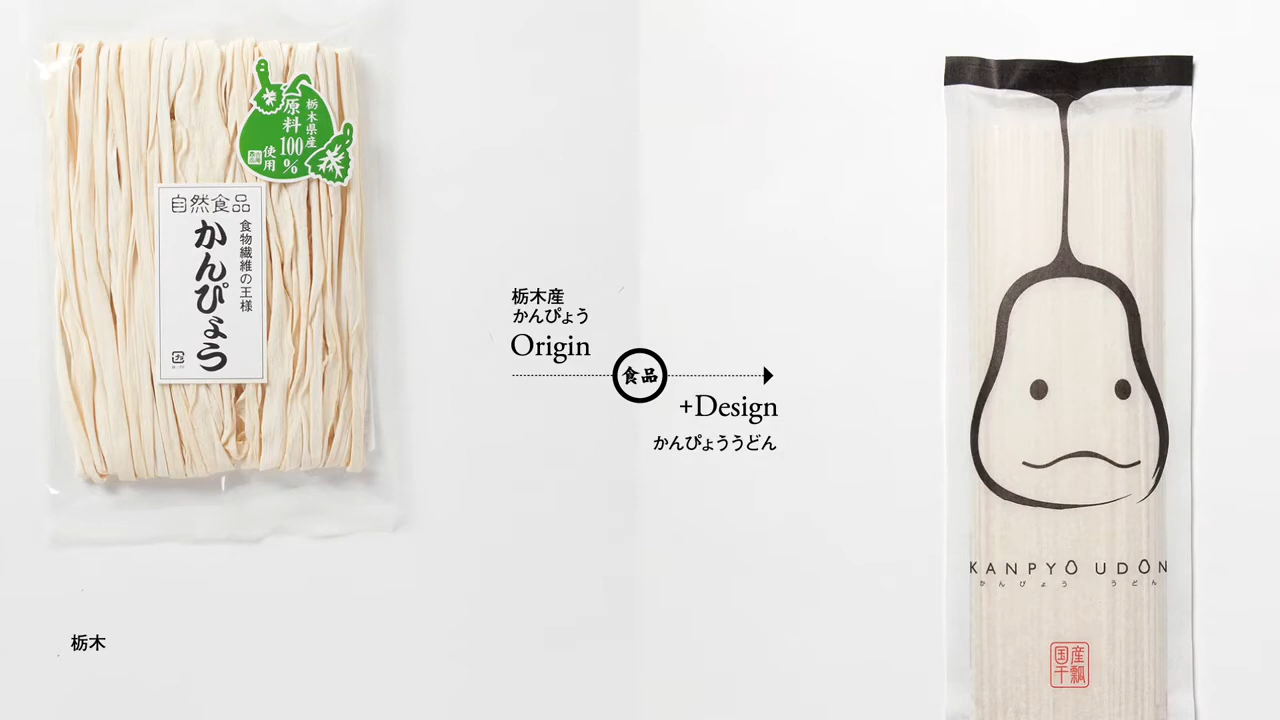 栃木県産
原料
100
%
使用
自然食品
食物繊維の王様
かんぴょう
栃木産
かんぴょう
Origin
食品
+Design
かんぴょううどん
KANPYO UDON
かんぴょう うどん
国産
干瓢
栃木